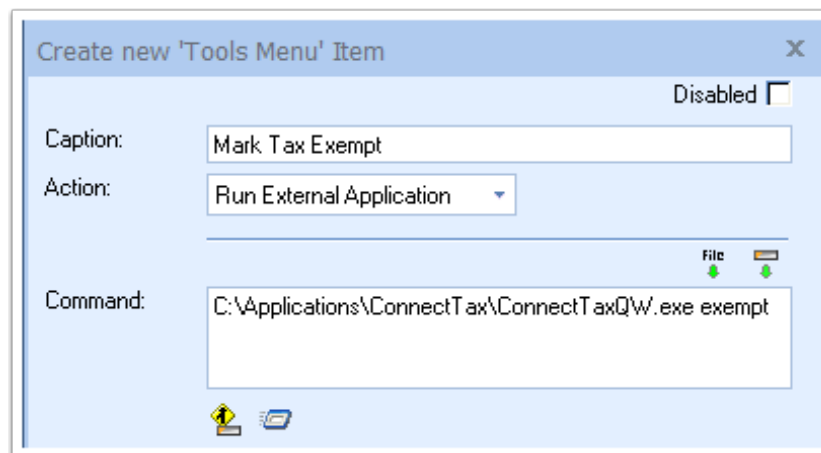 Create new 'Tools Menu' Item
Disabled
Caption:
Mark Tax Exempt
Action:
Run External Application
File
Command:
C:\Applications\ConnectTax\ConnectTaxQW.exe exempt